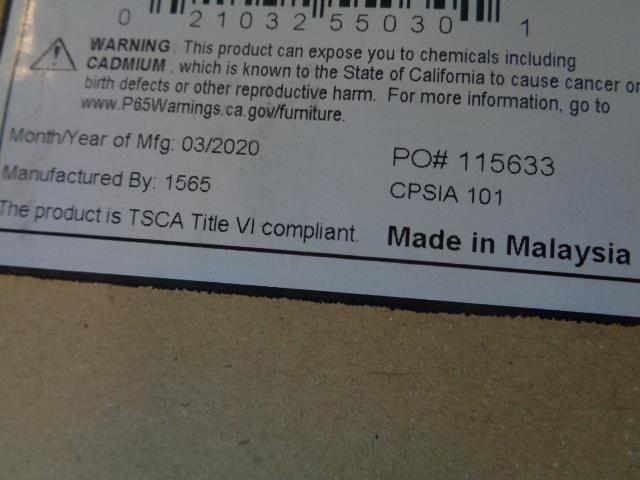 0 21032 55030 1
WARNING: This product can expose you to chemicals including
CADMIUM, which is known to the State of California to cause cancer or
birth defects or other reproductive harm. For more information, go to
www.P65Warnings.ca.gov/furniture.
Month/Year of Mfg: 03/2020
PO# 115633
Manufactured By: 1565
CPSIA 101
The product is TSCA Title VI compliant.
Made in Malaysia